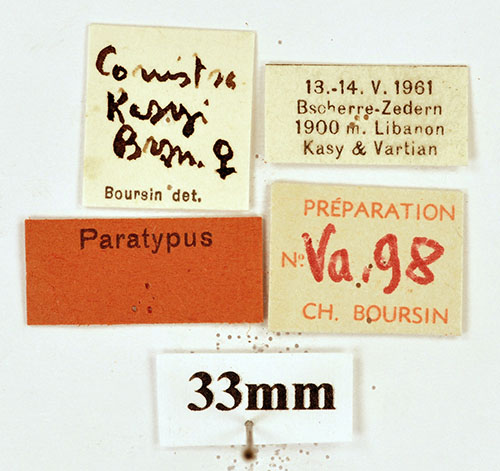 Conistra
Kasyi
Brsn. ♀
Boursin det.
13.-14. V. 1961
Bscherre-Zedern
1900 m. Libanon
Kasy & Vartian
Paratypus
PRÉPARATION
No. Va. 98
CH. BOURSIN
33mm